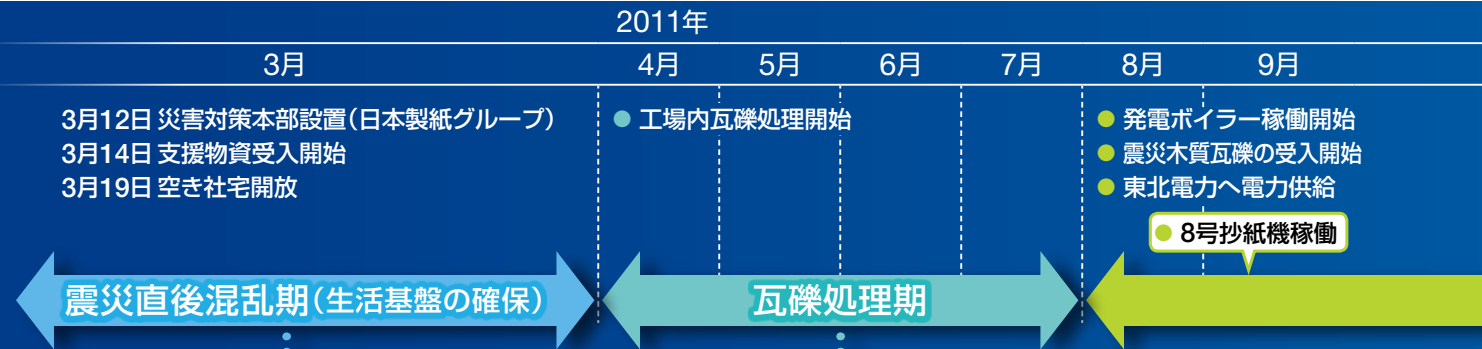 2011年
3月 4月 5月 6月 7月 8月 9月
3月12日 災害対策本部設置（日本製紙グループ）
3月14日 支援物資受入開始
3月19日 空き社宅開放
● 工場内瓦礫処理開始
● 発電ボイラー稼働開始
● 震災木質瓦礫の受入開始
● 東北電力へ電力供給
● 8号抄紙機稼働
震災直後混乱期（生活基盤の確保）
瓦礫処理期